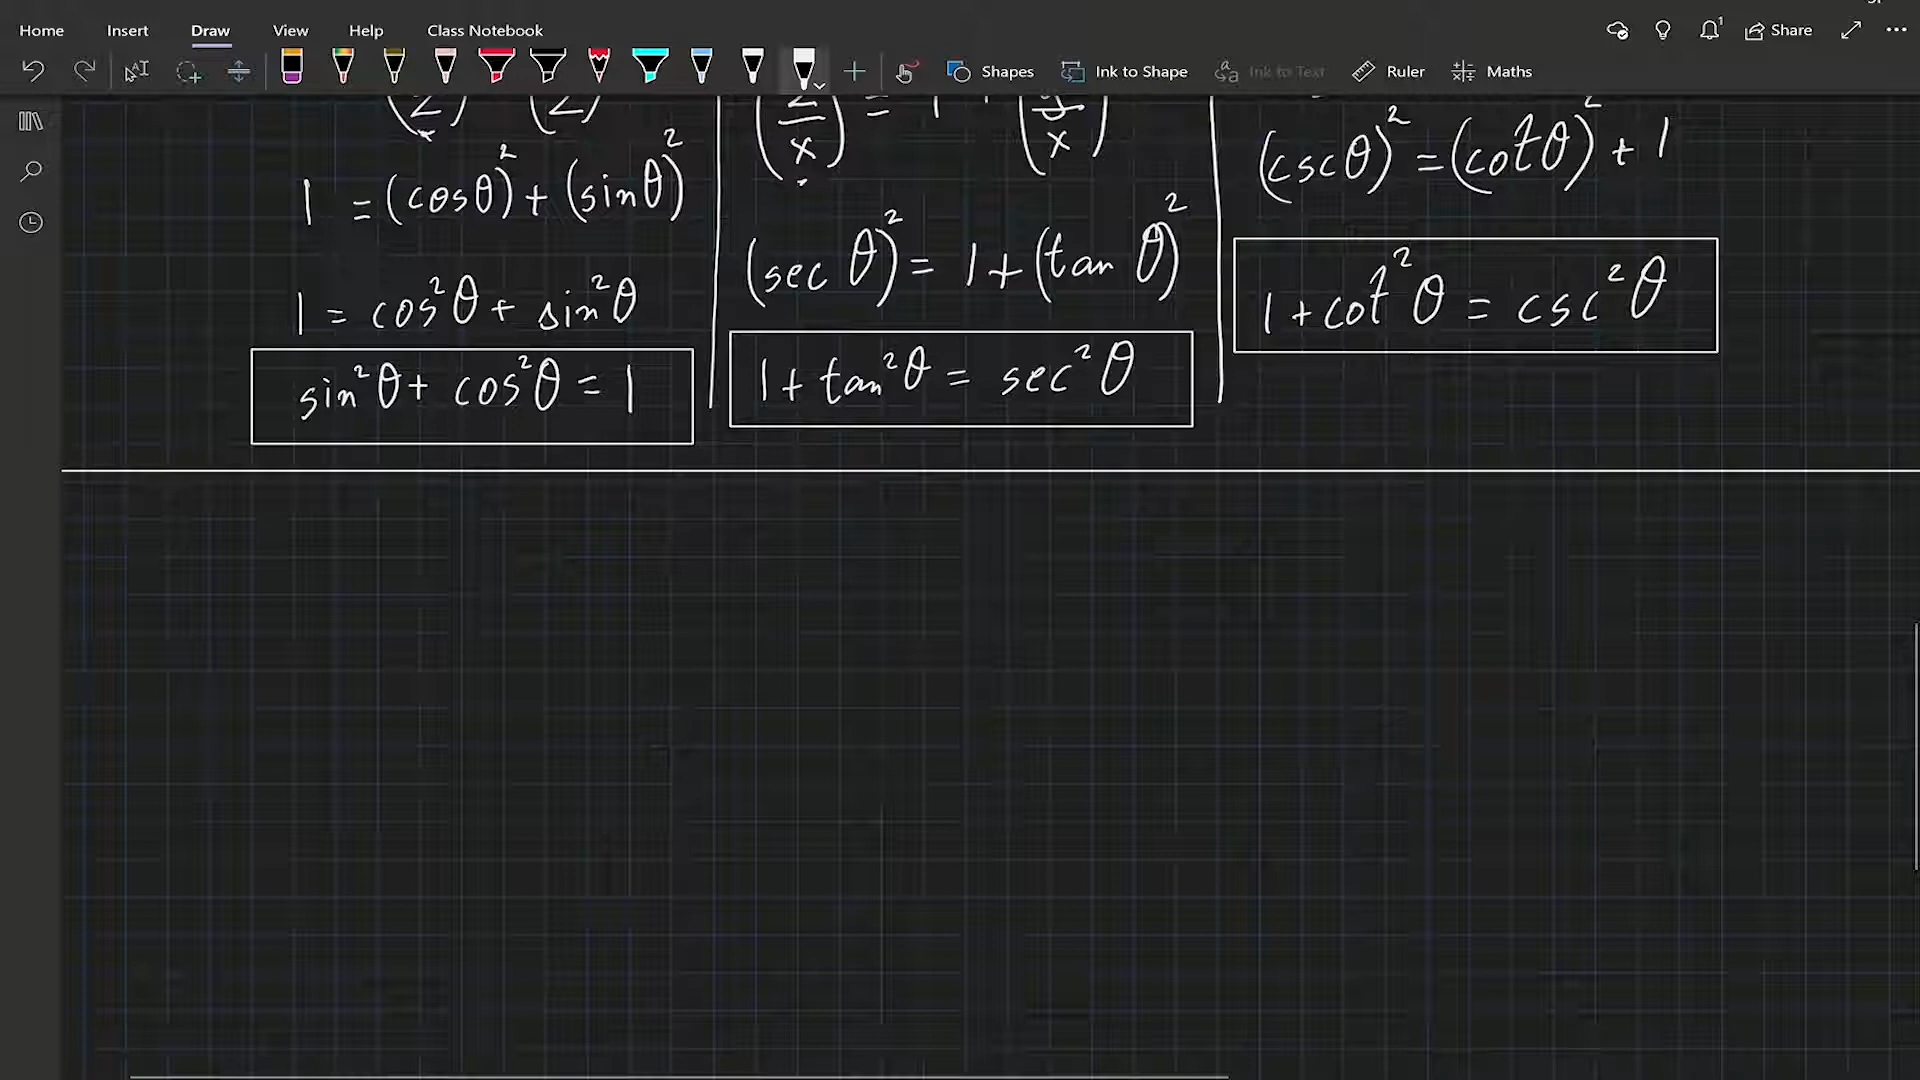 Home Insert Draw View Help Class Notebook
Share
Shapes Ink to Shape Ink to Text Ruler Maths
1 = (cosθ)² + (sinθ)²
1 = cos²θ + sin²θ
sin²θ + cos²θ = 1
(sec θ)² = 1 + (tan θ)²
1 + tan²θ = sec²θ
(cscθ)² = (cotθ)² + 1
1 + cot²θ = csc²θ